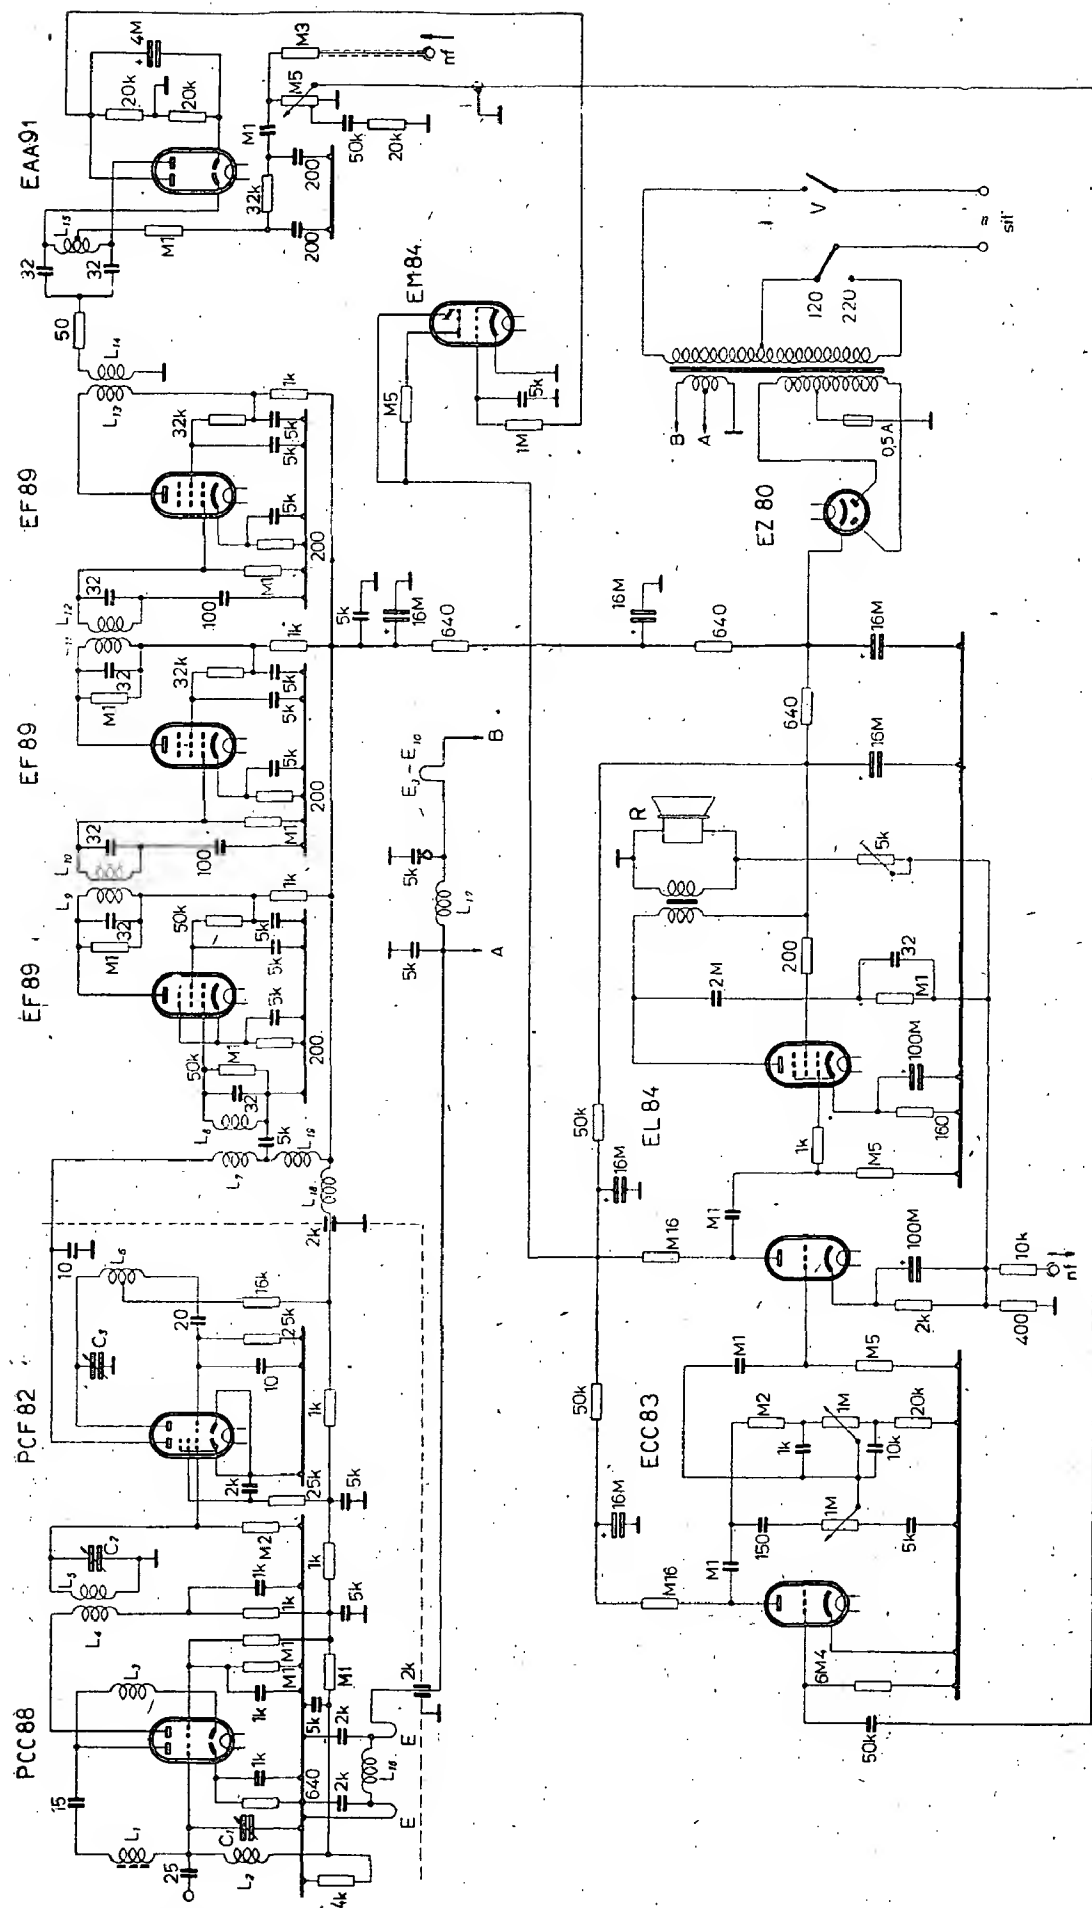 PCC88
PCF82
EF89
EF89
EF89
EAA91
15
L1
25
L2
C1
L3
L4
L5
C2
C3
L6
10
L7
L8
L9
L10
11
L12
L13
L14
L15
50
32
32
4M
20k
20k
M1
32k
200
200
M1
M3
M5
50k
20k
nf
640
1k
1k
M1
M1
1k
1k
M2
2k
25k
20
10
16k
25k
1k
1k
5k
5k
M1
5k
2k
2k
L16
E
E
2k
4k
2k
L18
L19
5k
32
50k
M1
200
5k
5k
5k
50k
1k
M1
32
32
100
M1
200
5k
5k
5k
32k
1k
M1
32
32
100
M1
200
5k
5k
5k
32k
1k
5k
16M
640
5k
L17
5k
E3-E10
A
B
EM84
M5
1M
5k
16M
640
640
16M
16M
EZ 80
0,5A
A
B
120
220
V
síť
R
5k
200
2M
32
M1
EL84
100M
160
1k
M5
50k
16M
M1
M16
100M
2k
10k
400
nf
ECC83
50k
16M
M16
M1
M1
M5
M2
1M
1k
10k
20k
150
1M
5k
6M4
50k